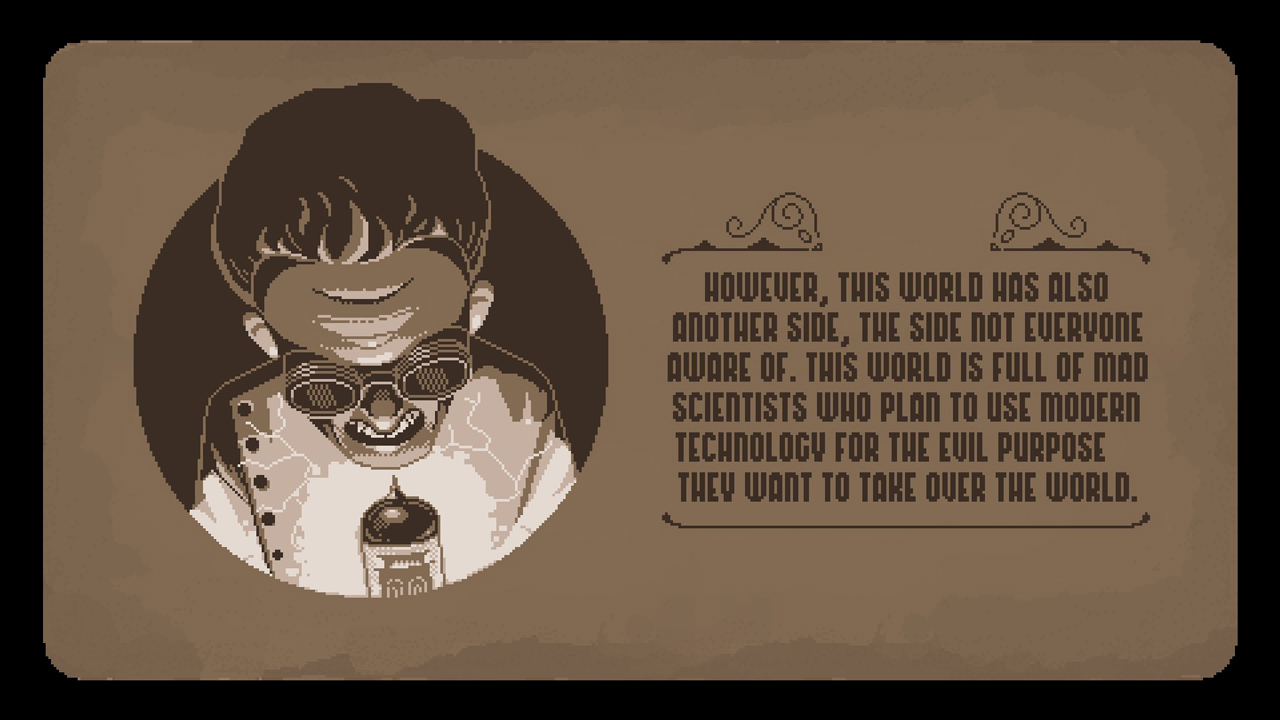 HOWEVER, THIS WORLD HAS ALSO
ANOTHER SIDE, THE SIDE NOT EVERYONE
AWARE OF. THIS WORLD IS FULL OF MAD
SCIENTISTS WHO PLAN TO USE MODERN
TECHNOLOGY FOR THE EVIL PURPOSE
THEY WANT TO TAKE OVER THE WORLD.